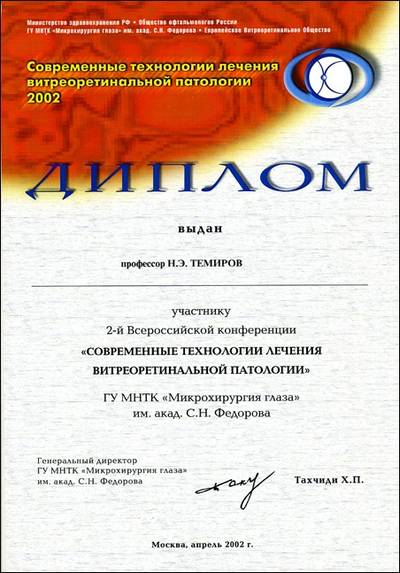 Министерство здравоохранения РФ • Общество офтальмологов России
ГУ МНТК «Микрохирургия глаза» им. акад. С.Н. Федорова • Европейское Витреоретинальное Общество
Современные технологии лечения
витреоретинальной патологии
2002
ДИПЛОМ
выдан
профессор Н.Э. ТЕМИРОВ
участнику
2-й Всероссийской конференции
«СОВРЕМЕННЫЕ ТЕХНОЛОГИИ ЛЕЧЕНИЯ
ВИТРЕОРЕТИНАЛЬНОЙ ПАТОЛОГИИ»
ГУ МНТК «Микрохирургия глаза»
им. акад. С.Н. Федорова
Генеральный директор
ГУ МНТК «Микрохирургия глаза»
им. акад. С.Н. Федорова
Тахчиди Х.П.
Москва, апрель 2002 г.